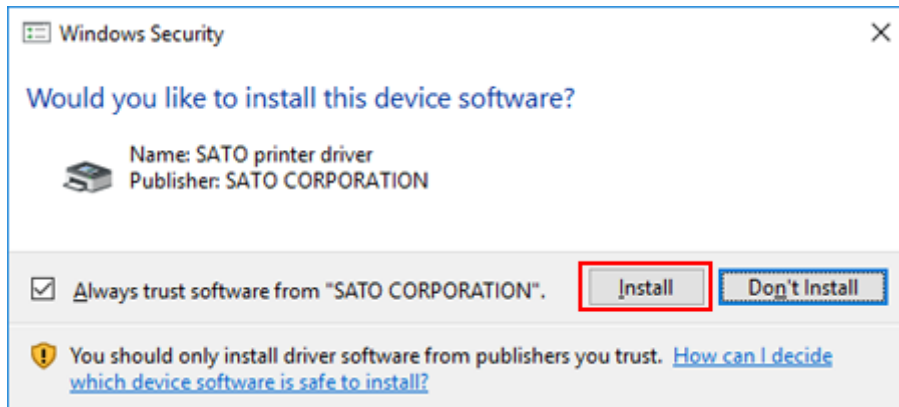 Windows Security
Would you like to install this device software?
Name: SATO printer driver
Publisher: SATO CORPORATION
Always trust software from "SATO CORPORATION".
Install
Don't Install
You should only install driver software from publishers you trust. How can I decide
which device software is safe to install?